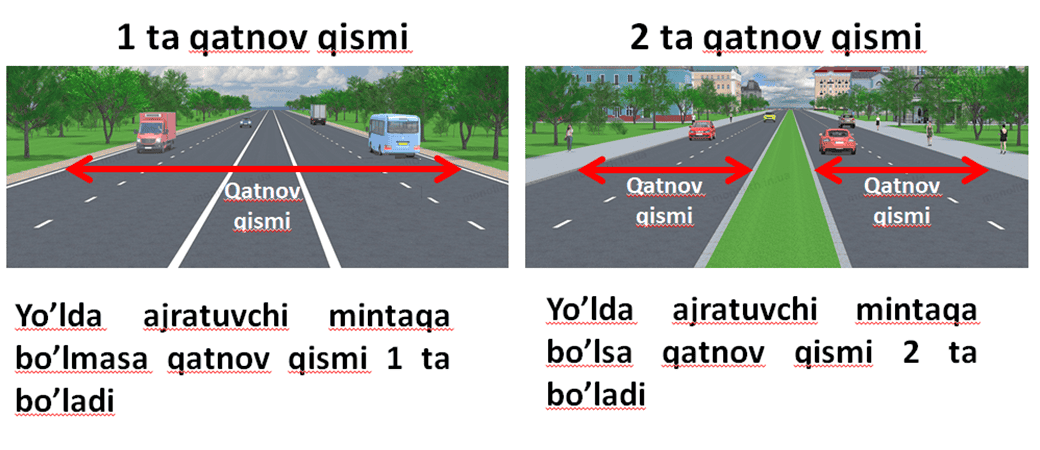 1 ta qatnov qismi
Qatnov
qismi
Yo'lda ajratuvchi mintaqa
bo'lmasa qatnov qismi 1 ta
bo'ladi
2 ta qatnov qismi
Qatnov
qismi
Qatnov
qismi
Yo'lda ajratuvchi mintaqa
bo'lsa qatnov qismi 2 ta
bo'ladi